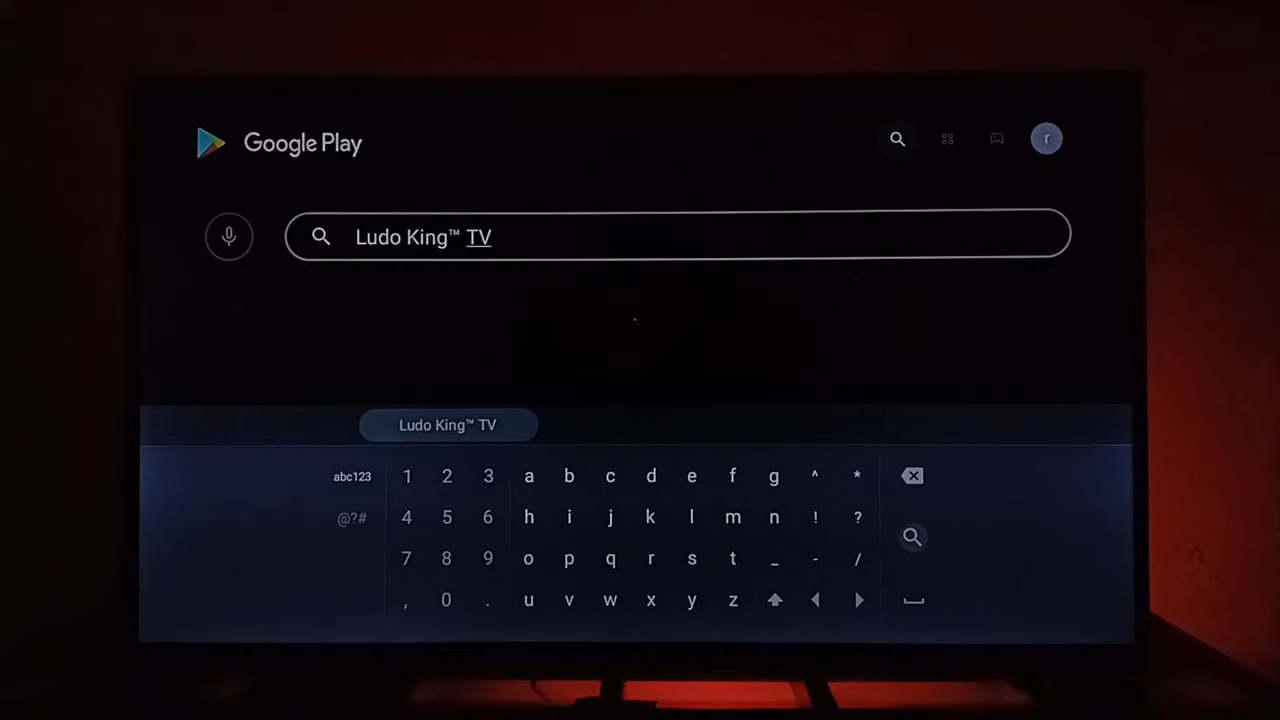 Google Play
r
Ludo King™ TV
Ludo King™ TV
abc123 1 2 3 a b c d e f g ^ *
@?# 4 5 6 h i j k l m n ! ?
7 8 9 o p q r s t _ - /
, 0 . u v w x y z